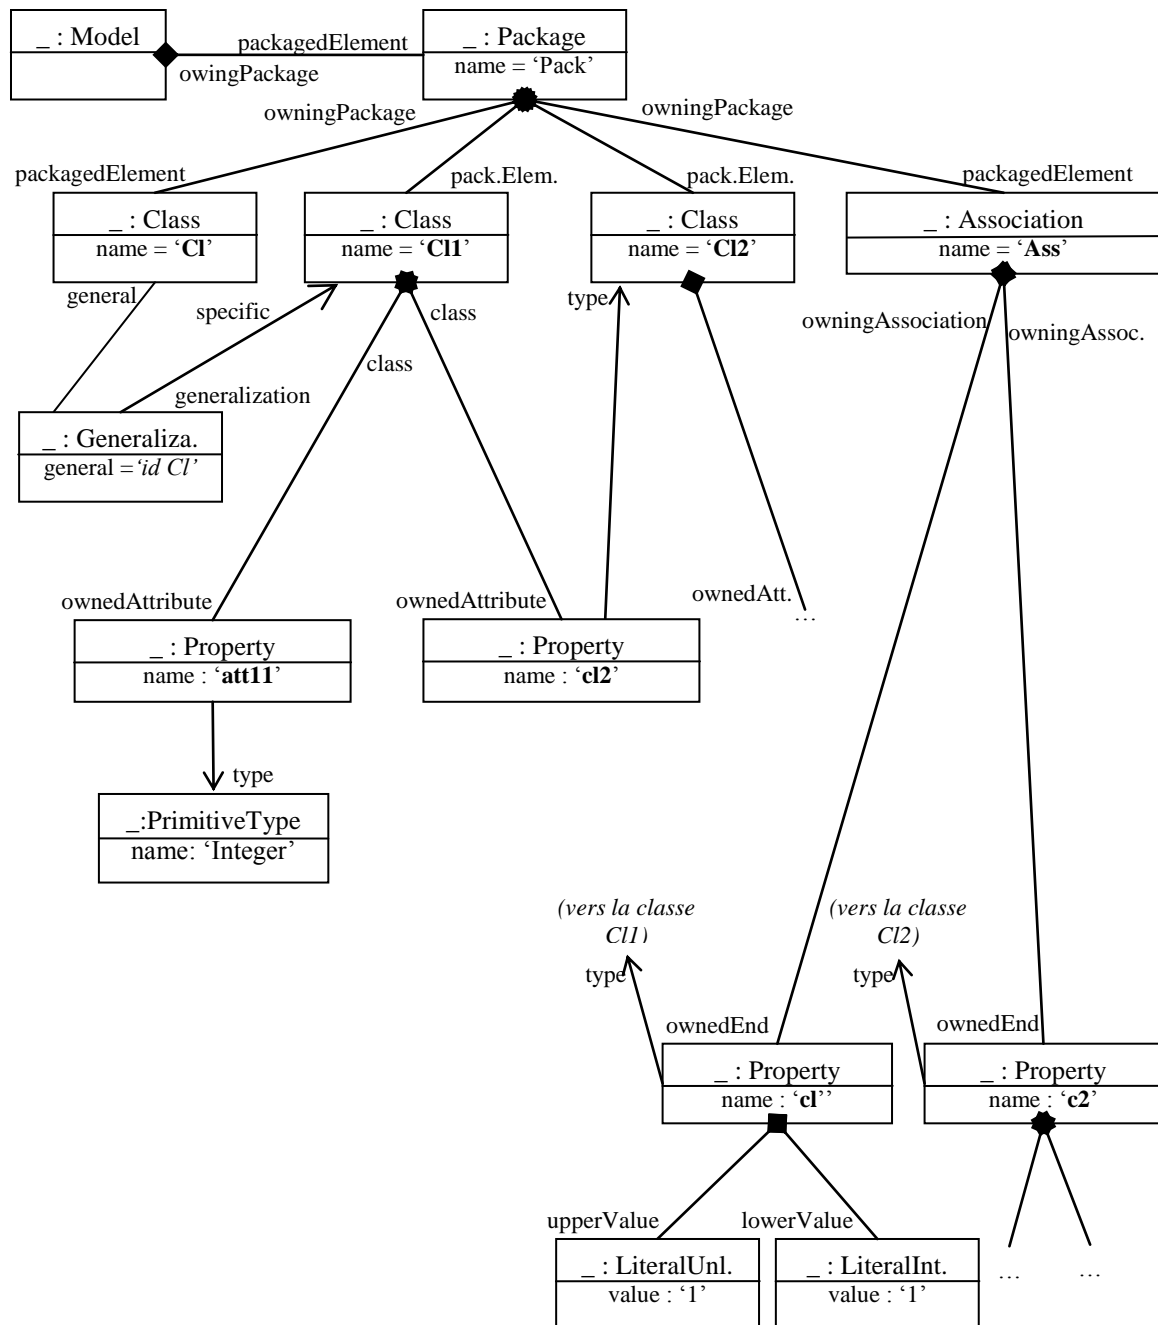 _ : Model
packagedElement
owingPackage
_ : Package
name = ‘Pack’
owningPackage
owningPackage
packagedElement
pack.Elem.
pack.Elem.
packagedElement
_ : Class
name = ‘Cl’
_ : Class
name = ‘Cl1’
_ : Class
name = ‘Cl2’
_ : Association
name = ‘Ass’
general
specific
class
type
owningAssociation
owningAssoc.
class
generalization
_ : Generaliza.
general =‘id Cl’
ownedAttribute
ownedAttribute
ownedAtt.
…
_ : Property
name : ‘att11’
_ : Property
name : ‘cl2’
type
_:PrimitiveType
name: ‘Integer’
(vers la classe
Cl1)
(vers la classe
Cl2)
type
type
ownedEnd
ownedEnd
_ : Property
name : ‘cl’’
_ : Property
name : ‘c2’
upperValue
lowerValue
_ : LiteralUnl.
value : ‘1’
_ : LiteralInt.
value : ‘1’
…
…